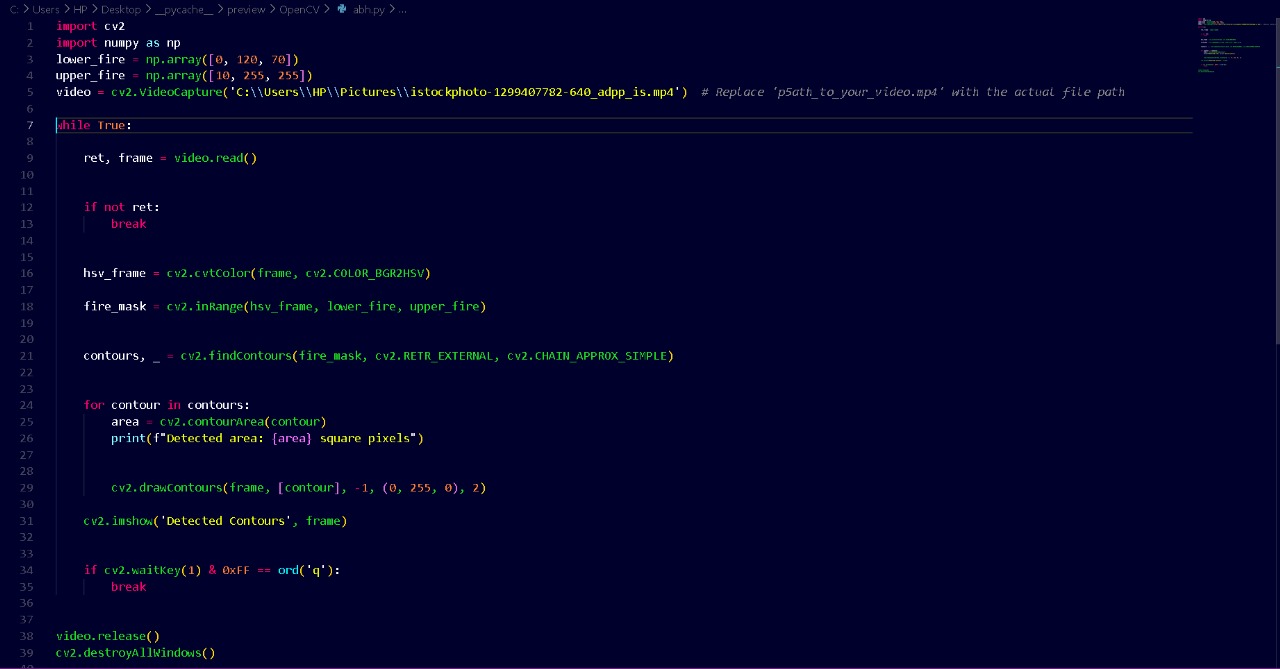 C: > Users > HP > Desktop > __pycache__ > preview > OpenCV > abh.py > ...
1 import cv2
2 import numpy as np
3 lower_fire = np.array([0, 120, 70])
4 upper_fire = np.array([10, 255, 255])
5 video = cv2.VideoCapture('C:\\Users\\HP\\Pictures\\istockphoto-1299407782-640_adpp_is.mp4')  # Replace 'p5ath_to_your_video.mp4' with the actual file path
6
7 while True:
8
9     ret, frame = video.read()
10
11
12     if not ret:
13         break
14
15
16     hsv_frame = cv2.cvtColor(frame, cv2.COLOR_BGR2HSV)
17
18     fire_mask = cv2.inRange(hsv_frame, lower_fire, upper_fire)
19
20
21     contours, _ = cv2.findContours(fire_mask, cv2.RETR_EXTERNAL, cv2.CHAIN_APPROX_SIMPLE)
22
23
24     for contour in contours:
25         area = cv2.contourArea(contour)
26         print(f"Detected area: {area} square pixels")
27
28
29         cv2.drawContours(frame, [contour], -1, (0, 255, 0), 2)
30
31     cv2.imshow('Detected Contours', frame)
32
33
34     if cv2.waitKey(1) & 0xFF == ord('q'):
35         break
36
37
38 video.release()
39 cv2.destroyAllWindows()